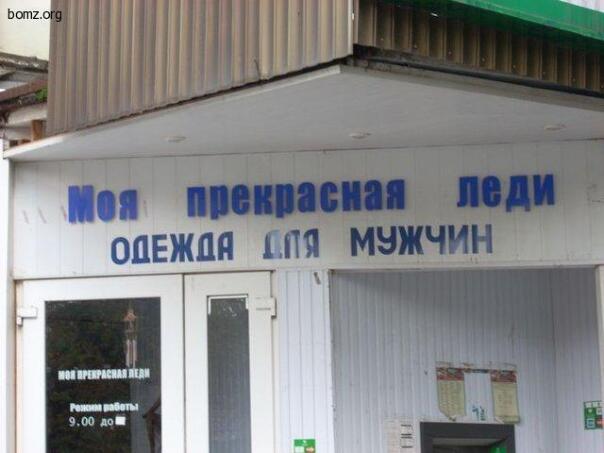 bomz.org
Моя прекрасная леди
ОДЕЖДА ДЛЯ МУЖЧИН
МОЯ ПРЕКРАСНАЯ ЛЕДИ
Режим работы
9.00 до